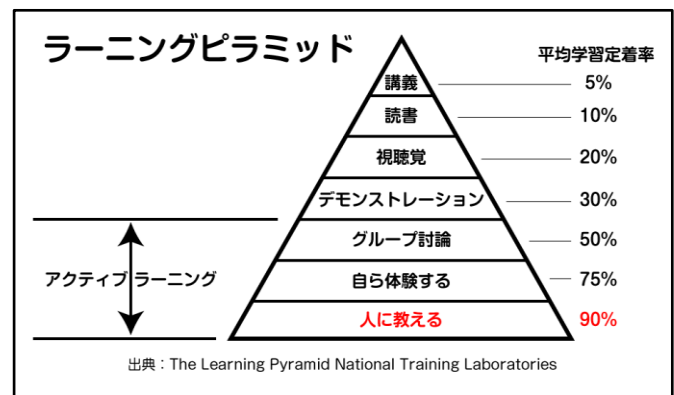 ラーニングピラミッド
平均学習定着率
講義 5%
読書 10%
視聴覚 20%
デモンストレーション 30%
グループ討論 50%
アクティブ ラーニング
自ら体験する 75%
人に教える 90%
出典：The Learning Pyramid National Training Laboratories